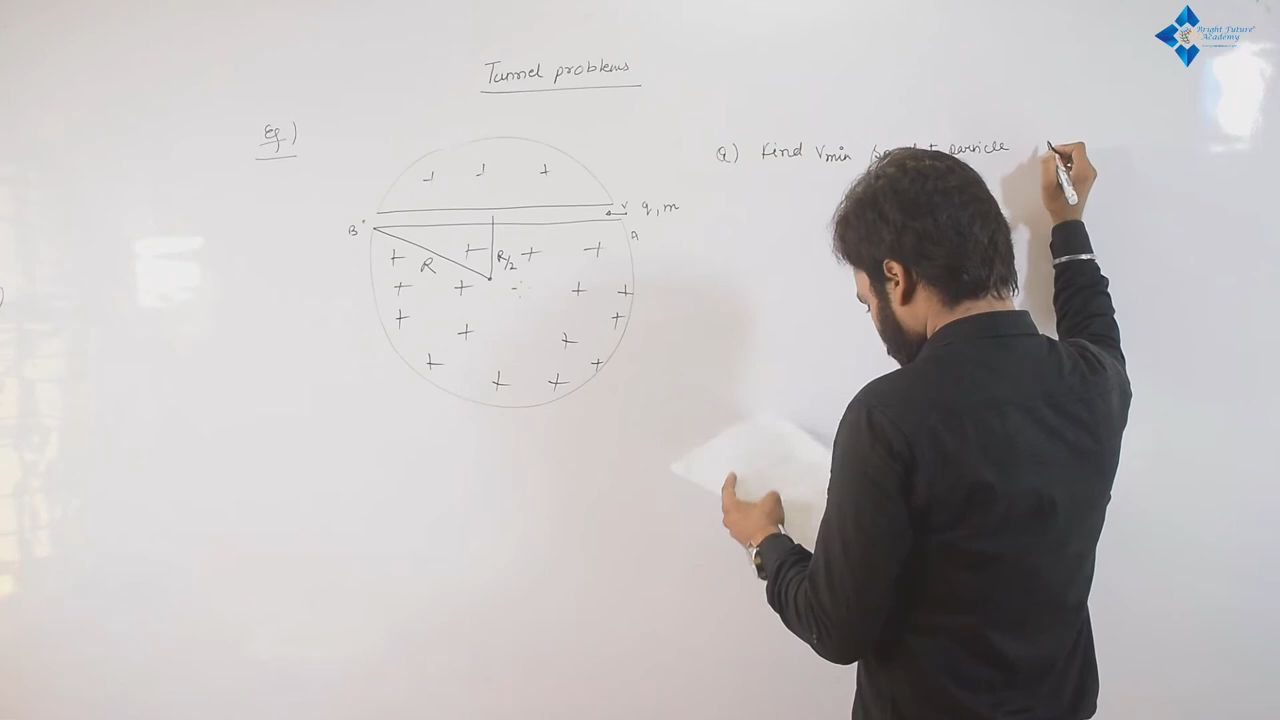 Bright Future
Academy
Tunnel problems
Eg)
Q) Find vmin particle
v q, m
B
A
R
R/2